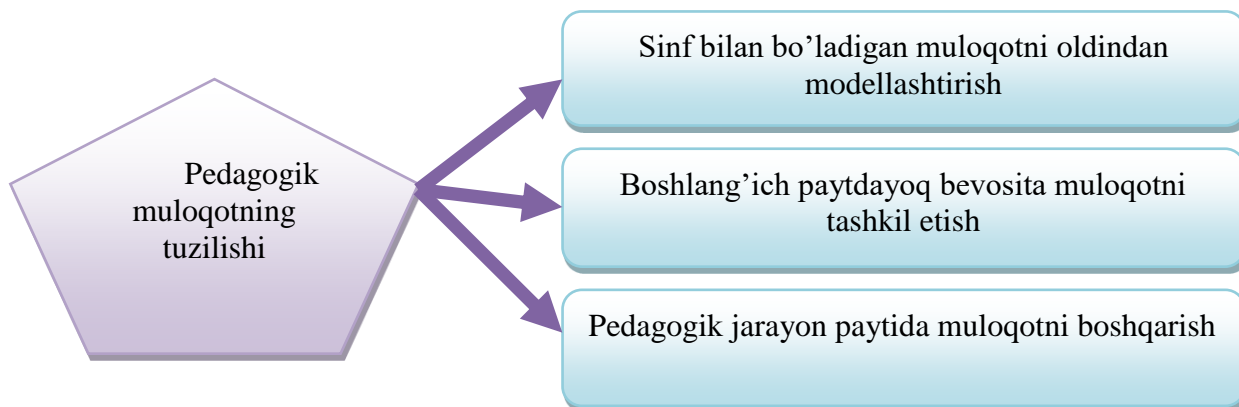 Pedagogik
muloqotning
tuzilishi
Sinf bilan bo’ladigan muloqotni oldindan
modellashtirish
Boshlang’ich paytdayoq bevosita muloqotni
tashkil etish
Pedagogik jarayon paytida muloqotni boshqarish